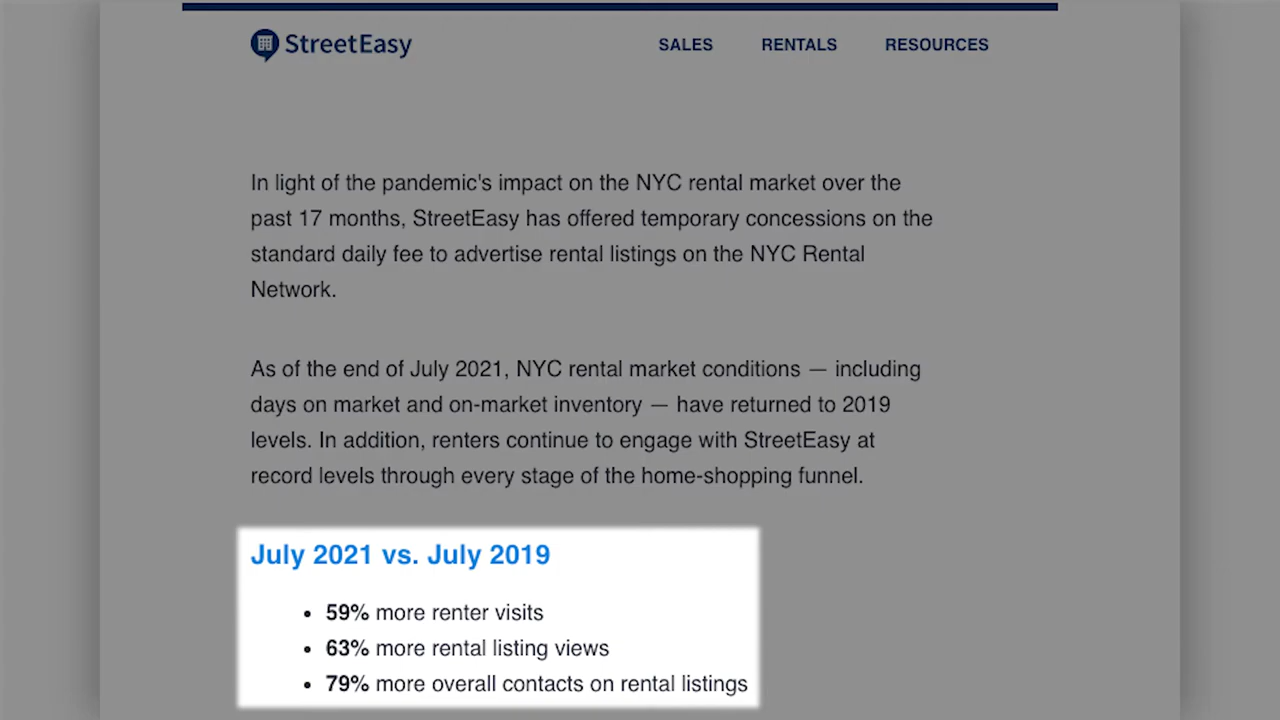 StreetEasy SALES RENTALS RESOURCES
In light of the pandemic's impact on the NYC rental market over the
past 17 months, StreetEasy has offered temporary concessions on the
standard daily fee to advertise rental listings on the NYC Rental
Network.
As of the end of July 2021, NYC rental market conditions — including
days on market and on-market inventory — have returned to 2019
levels. In addition, renters continue to engage with StreetEasy at
record levels through every stage of the home-shopping funnel.
July 2021 vs. July 2019
• 59% more renter visits
• 63% more rental listing views
• 79% more overall contacts on rental listings